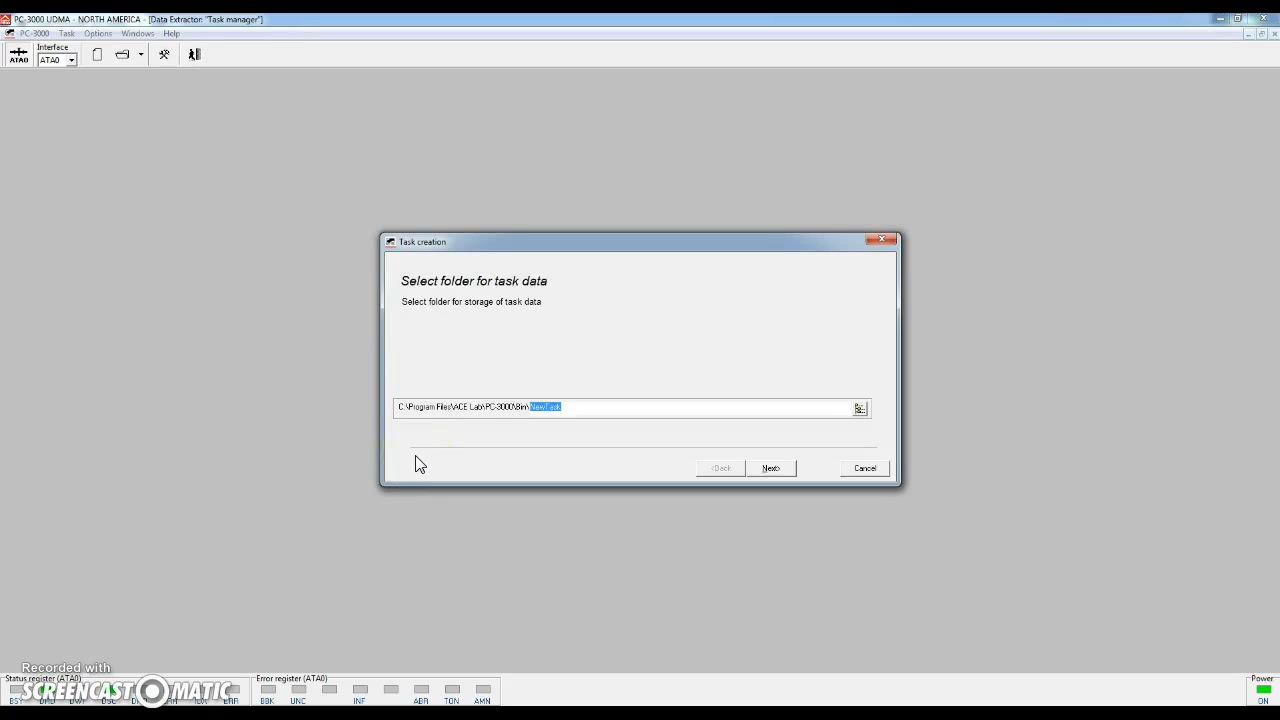 PC-3000 UDMA - NORTH AMERICA - [Data Extractor: "Task manager"]
PC-3000 Task Options Windows Help
Interface
ATA0 ATA0
Task creation
Select folder for task data
Select folder for storage of task data
C:\Program Files\ACE Lab\PC-3000\Bin\NewTask
<Back Next> Cancel
Recorded with
SCREENCAST MATIC
Status register (ATA0) Error register (ATA0) Power
BSY ERR BBK UNC INF ABR TON AMN ON